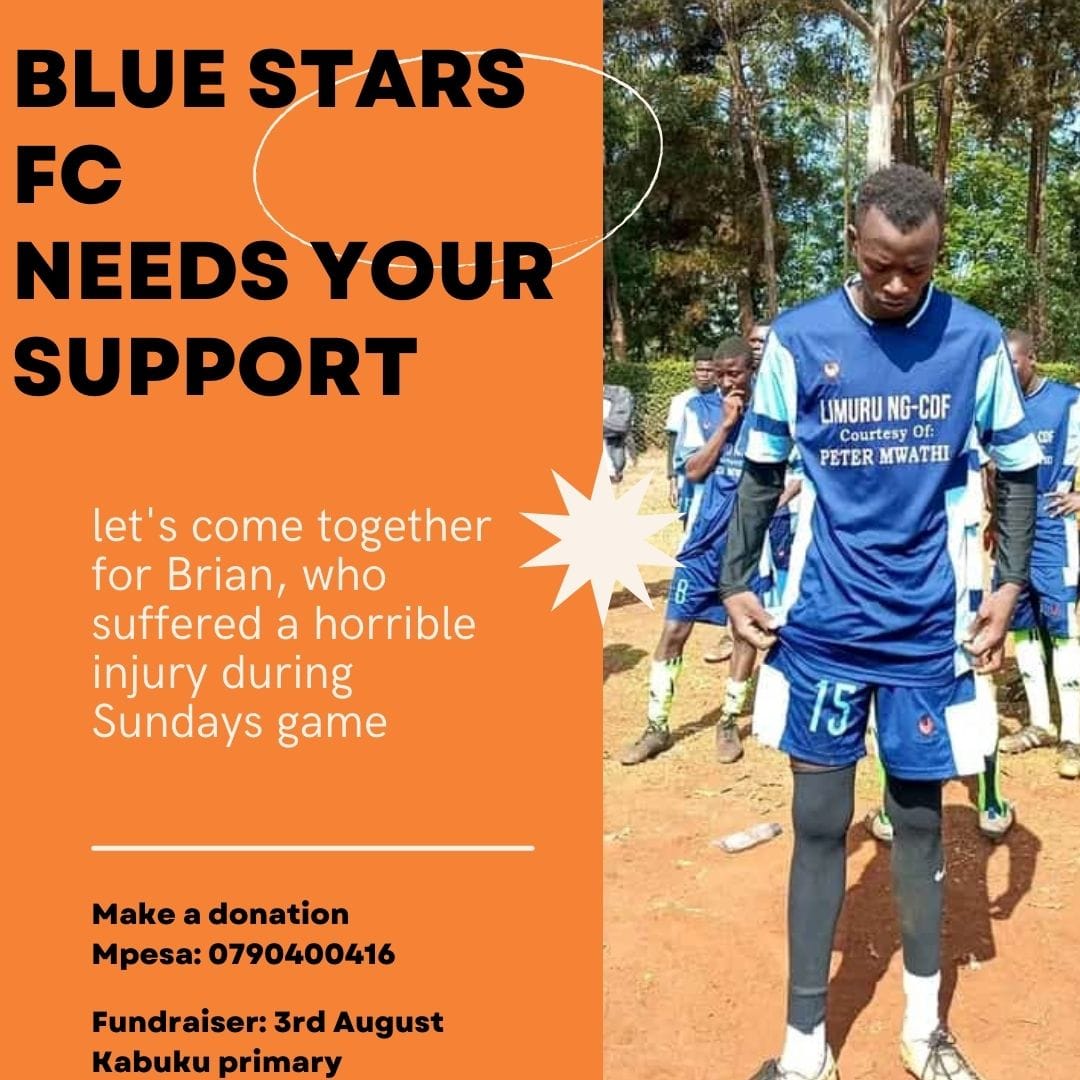 BLUE STARS
FC
NEEDS YOUR
SUPPORT
let's come together
for Brian, who
suffered a horrible
injury during
Sundays game
Make a donation
Mpesa: 0790400416
Fundraiser: 3rd August
Kabuku primary
LIMURU NG-CDF
Courtesy Of:
PETER MWATHI
15
8